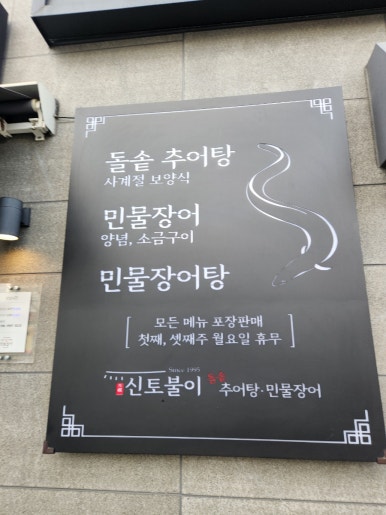 돌솥 추어탕
사계절 보양식
민물장어
양념, 소금구이
민물장어탕
모든 메뉴 포장판매
첫째, 셋째주 월요일 휴무
Since 1995
신토불이 추어탕·민물장어